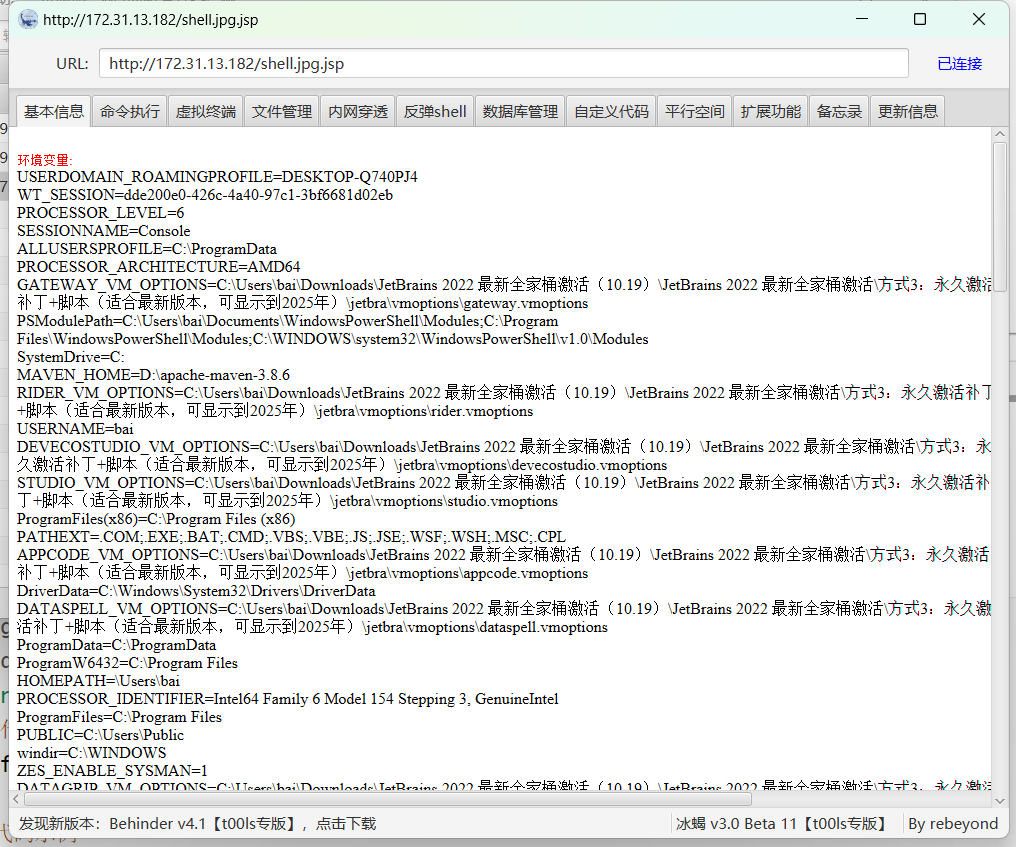 http://172.31.13.182/shell.jpg.jsp
URL: http://172.31.13.182/shell.jpg.jsp 已连接
基本信息 命令执行 虚拟终端 文件管理 内网穿透 反弹shell 数据库管理 自定义代码 平行空间 扩展功能 备忘录 更新信息
环境变量:
USERDOMAIN_ROAMINGPROFILE=DESKTOP-Q740PJ4
WT_SESSION=dde200e0-426c-4a40-97c1-3bf6681d02eb
PROCESSOR_LEVEL=6
SESSIONNAME=Console
ALLUSERSPROFILE=C:\ProgramData
PROCESSOR_ARCHITECTURE=AMD64
GATEWAY_VM_OPTIONS=C:\Users\bai\Downloads\JetBrains 2022 最新全家桶激活（10.19）\JetBrains 2022 最新全家桶激活\方式3：永久激活
补丁+脚本（适合最新版本，可显示到2025年）\jetbra\vmoptions\gateway.vmoptions
PSModulePath=C:\Users\bai\Documents\WindowsPowerShell\Modules;C:\Program
Files\WindowsPowerShell\Modules;C:\WINDOWS\system32\WindowsPowerShell\v1.0\Modules
SystemDrive=C:
MAVEN_HOME=D:\apache-maven-3.8.6
RIDER_VM_OPTIONS=C:\Users\bai\Downloads\JetBrains 2022 最新全家桶激活（10.19）\JetBrains 2022 最新全家桶激活\方式3：永久激活补丁
+脚本（适合最新版本，可显示到2025年）\jetbra\vmoptions\rider.vmoptions
USERNAME=bai
DEVECOSTUDIO_VM_OPTIONS=C:\Users\bai\Downloads\JetBrains 2022 最新全家桶激活（10.19）\JetBrains 2022 最新全家桶激活\方式3：永
久激活补丁+脚本（适合最新版本，可显示到2025年）\jetbra\vmoptions\devecostudio.vmoptions
STUDIO_VM_OPTIONS=C:\Users\bai\Downloads\JetBrains 2022 最新全家桶激活（10.19）\JetBrains 2022 最新全家桶激活\方式3：永久激活补
丁+脚本（适合最新版本，可显示到2025年）\jetbra\vmoptions\studio.vmoptions
ProgramFiles(x86)=C:\Program Files (x86)
PATHEXT=.COM;.EXE;.BAT;.CMD;.VBS;.VBE;.JS;.JSE;.WSF;.WSH;.MSC;.CPL
APPCODE_VM_OPTIONS=C:\Users\bai\Downloads\JetBrains 2022 最新全家桶激活（10.19）\JetBrains 2022 最新全家桶激活\方式3：永久激活
补丁+脚本（适合最新版本，可显示到2025年）\jetbra\vmoptions\appcode.vmoptions
DriverData=C:\Windows\System32\Drivers\DriverData
DATASPELL_VM_OPTIONS=C:\Users\bai\Downloads\JetBrains 2022 最新全家桶激活（10.19）\JetBrains 2022 最新全家桶激活\方式3：永久激
活补丁+脚本（适合最新版本，可显示到2025年）\jetbra\vmoptions\dataspell.vmoptions
ProgramData=C:\ProgramData
ProgramW6432=C:\Program Files
HOMEPATH=\Users\bai
PROCESSOR_IDENTIFIER=Intel64 Family 6 Model 154 Stepping 3, GenuineIntel
ProgramFiles=C:\Program Files
PUBLIC=C:\Users\Public
windir=C:\WINDOWS
ZES_ENABLE_SYSMAN=1
DATAGRIP_VM_OPTIONS=C:\Users\bai\Downloads\JetBrains 2022 最新全家桶激活（10.19）\JetBrains 2022 最新全家桶激活\方式3：永久激活
发现新版本：Behinder v4.1【t00ls专版】，点击下载 冰蝎 v3.0 Beta 11【t00ls专版】 By rebeyond